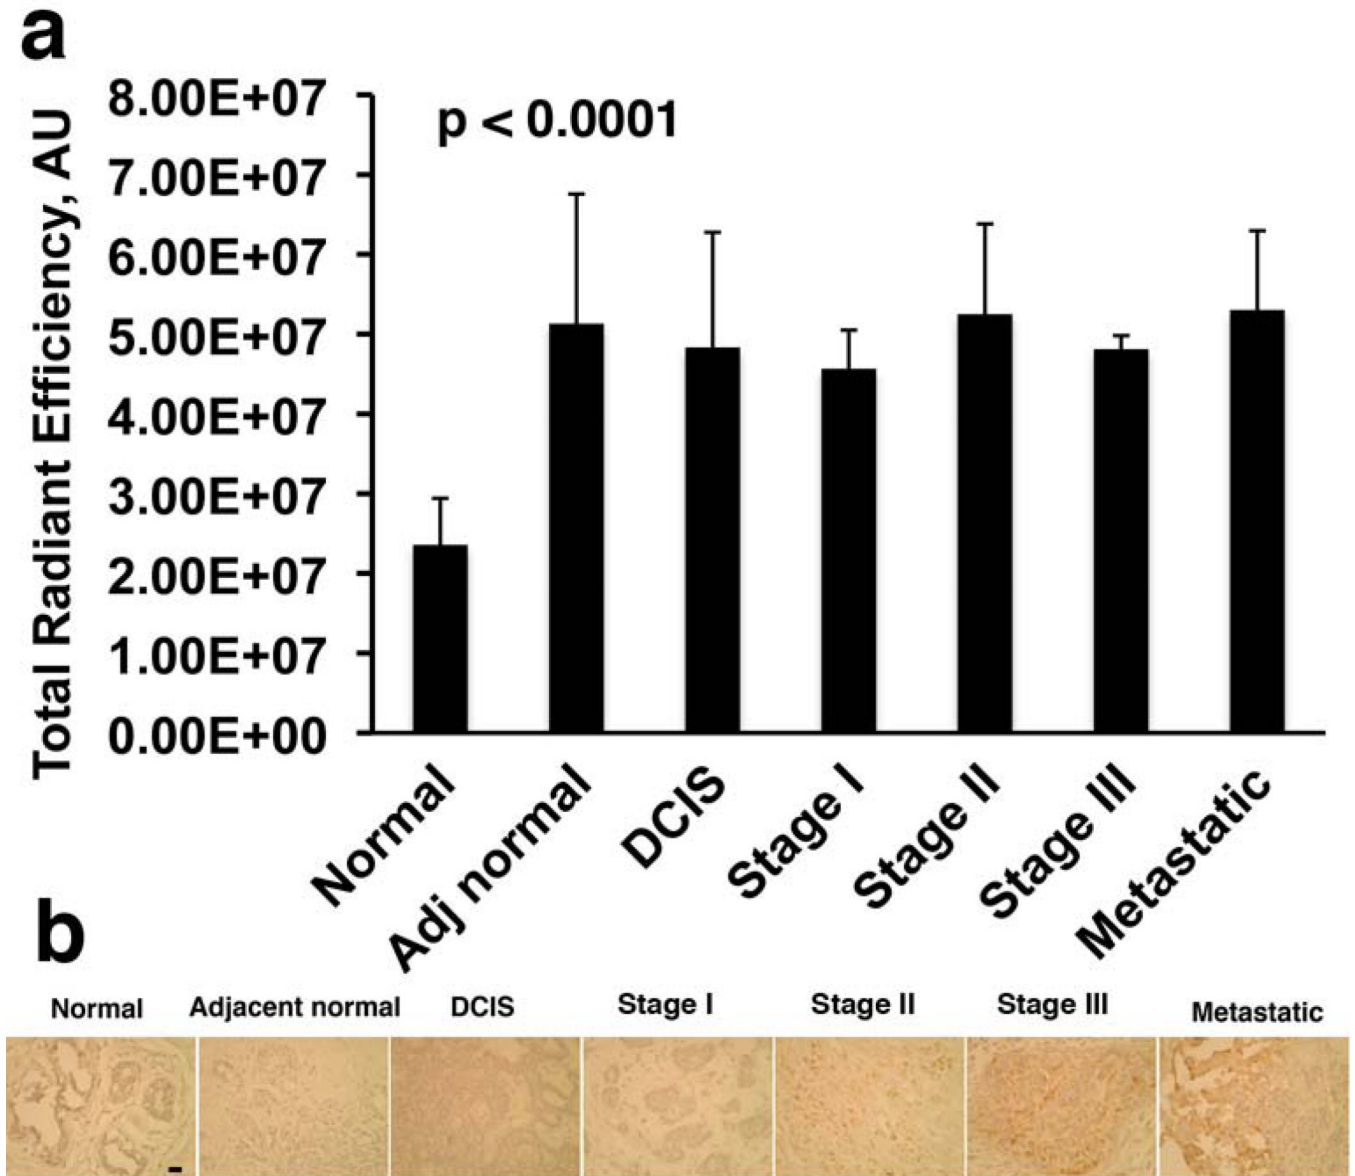 a
Total Radiant Efficiency, AU
8.00E+07
7.00E+07
6.00E+07
5.00E+07
4.00E+07
3.00E+07
2.00E+07
1.00E+07
0.00E+00
p < 0.0001
Normal
Adj normal
DCIS
Stage I
Stage II
Stage III
Metastatic
b
Normal
Adjacent normal
DCIS
Stage I
Stage II
Stage III
Metastatic